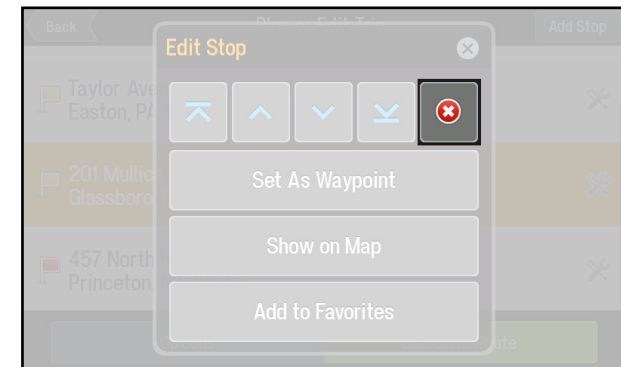 Back
Add Stop
Edit Stop
Taylor Ave
Easton, PA
201 Mullic
Glassboro
Set As Waypoint
457 North
Princeton
Show on Map
Add to Favorites